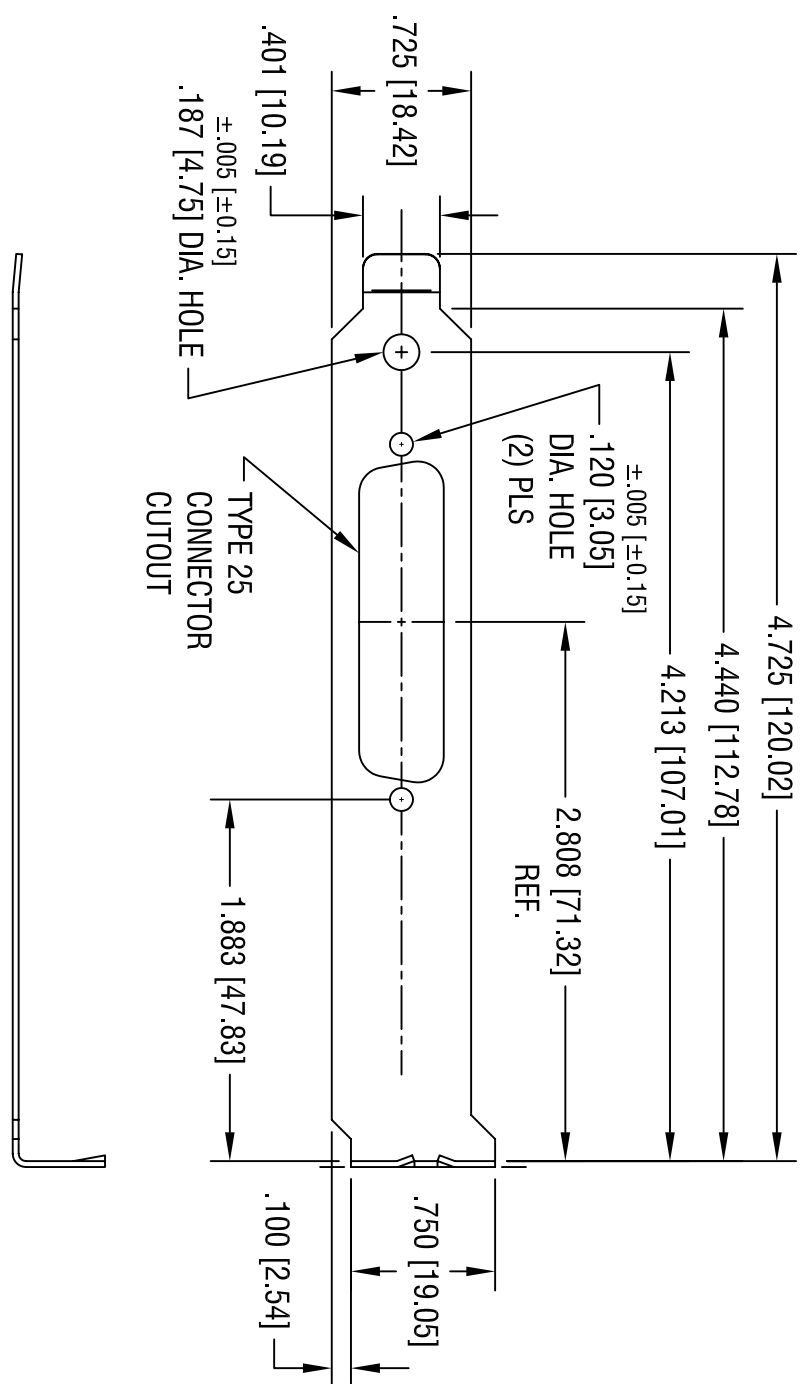 4.725 [120.02]
4.440 [112.78]
4.213 [107.01]
2.808 [71.32]
REF.
1.883 [47.83]
±.005 [±0.15]
.120 [3.05]
DIA. HOLE
(2) PLS
TYPE 25
CONNECTOR
CUTOUT
.725 [18.42]
.401 [10.19]
±.005 [±0.15]
.187 [4.75] DIA. HOLE
.750 [19.05]
.100 [2.54]